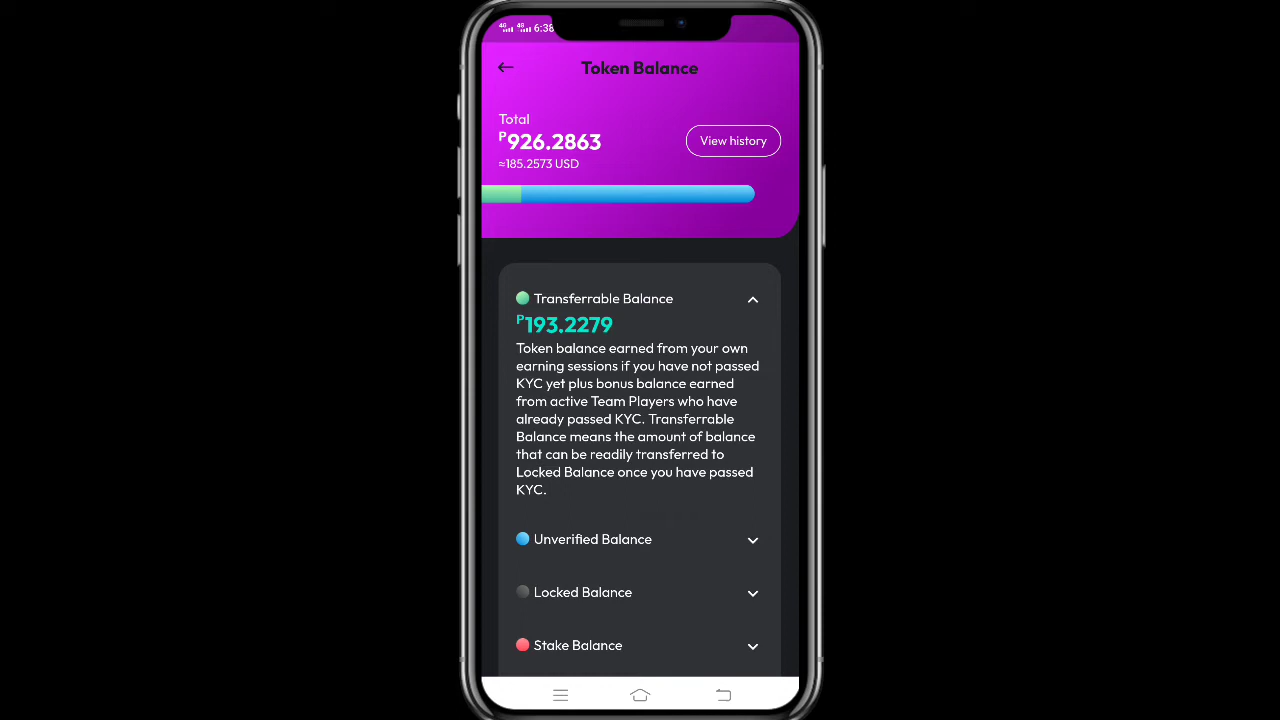 4G 4G 6:38
Token Balance
Total
P926.2863
View history
≈185.2573 USD
Transferrable Balance
P193.2279
Token balance earned from your own
earning sessions if you have not passed
KYC yet plus bonus balance earned
from active Team Players who have
already passed KYC. Transferrable
Balance means the amount of balance
that can be readily transferred to
Locked Balance once you have passed
KYC.
Unverified Balance
Locked Balance
Stake Balance